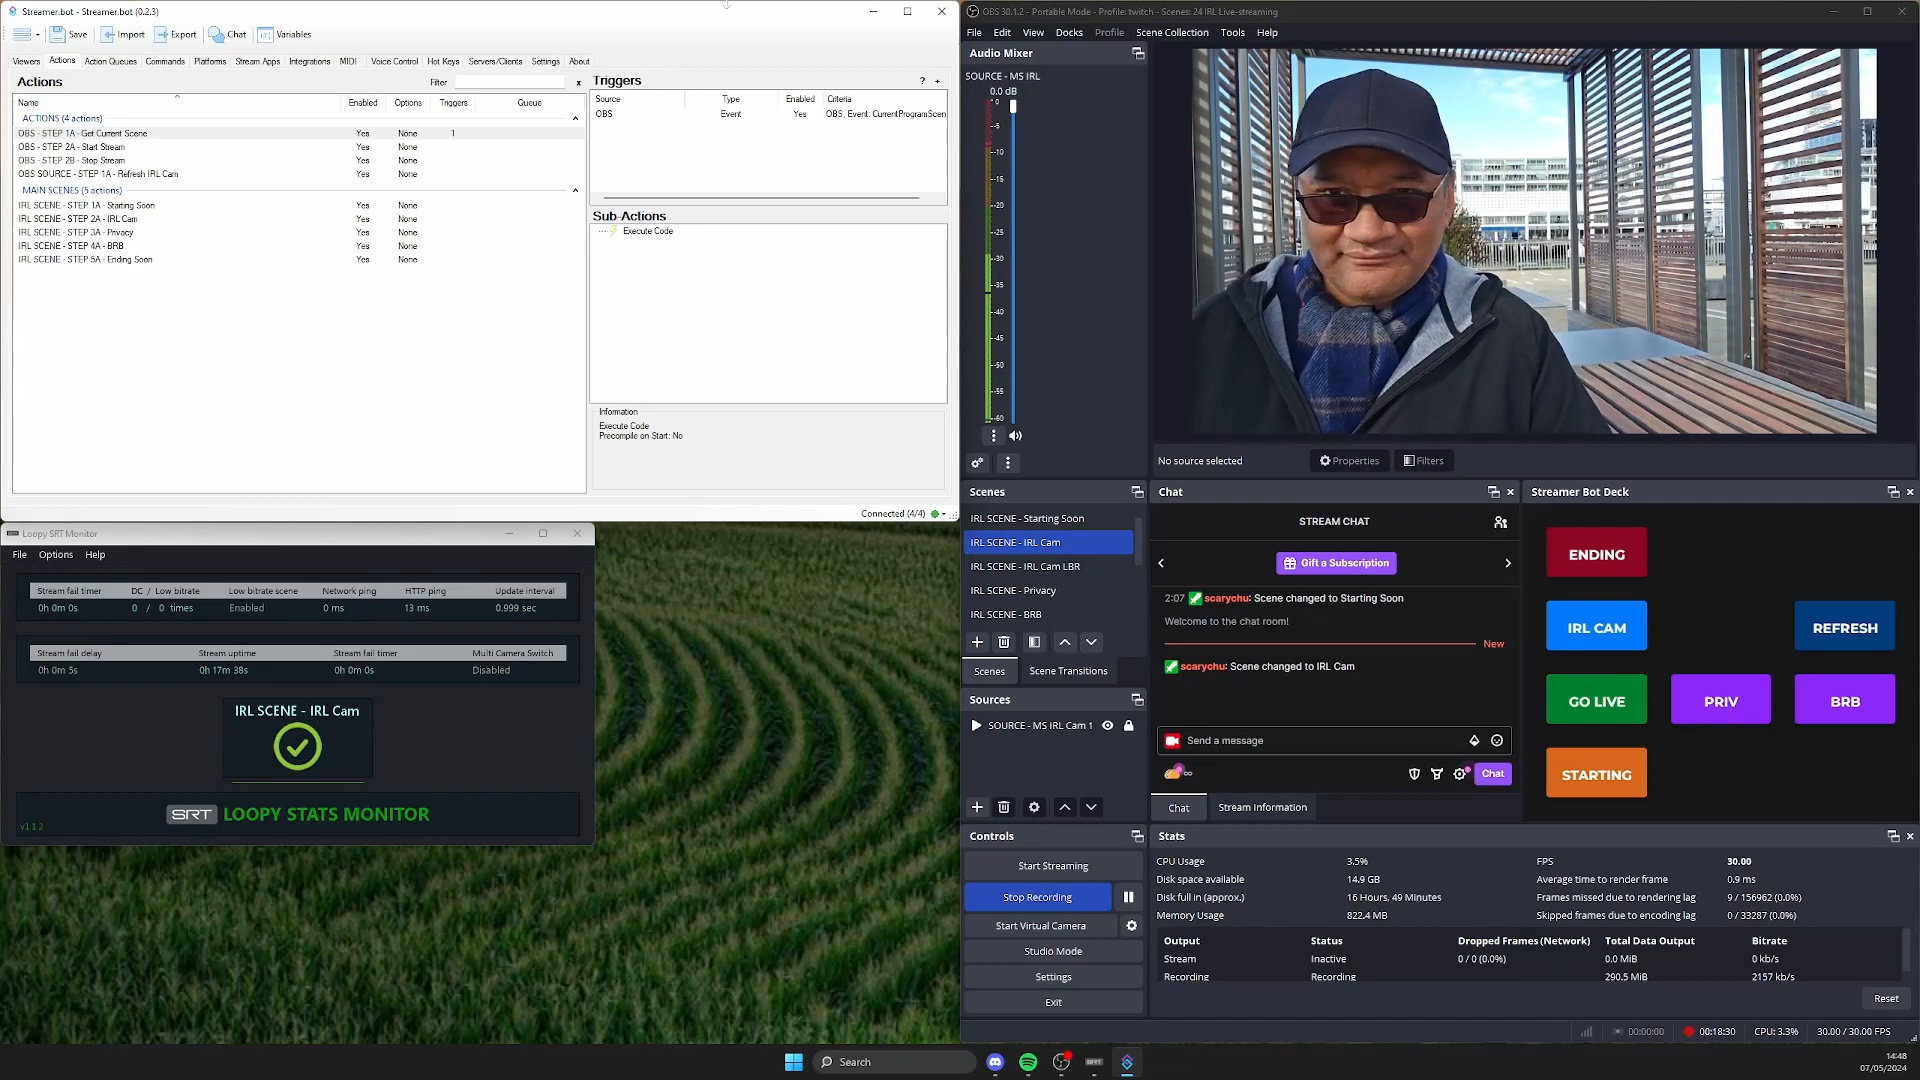 Streamer.bot - Streamer.bot (0.2.3)
Save
Import
Export
Chat
Variables
Viewers
Actions
Action Queues
Commands
Platforms
Stream Apps
Integrations
MIDI
Voice Control
Hot Keys
Servers/Clients
Settings
About
Actions
Filter
x
Name
Enabled
Options
Triggers
Queue
ACTIONS (4 actions)
OBS - STEP 1A - Get Current Scene Yes None 1
OBS - STEP 2A - Start Stream Yes None
OBS - STEP 2B - Stop Stream Yes None
OBS SOURCE - STEP 1A - Refresh IRL Cam Yes None
MAIN SCENES (5 actions)
IRL SCENE - STEP 1A - Starting Soon Yes None
IRL SCENE - STEP 2A - IRL Cam Yes None
IRL SCENE - STEP 3A - Privacy Yes None
IRL SCENE - STEP 4A - BRB Yes None
IRL SCENE - STEP 5A - Ending Soon Yes None
Triggers
? +
Source Type Enabled Criteria
OBS Event Yes OBS, Event: CurrentProgramScen
Sub-Actions
Execute Code
Information
Execute Code
Precompile on Start: No
Connected (4/4)
Loopy SRT Monitor
File Options Help
Stream fail timer DC / Low bitrate Low bitrate scene Network ping HTTP ping Update interval
0h 0m 0s 0 / 0 times Enabled 0 ms 13 ms 0.999 sec
Stream fail delay Stream uptime Stream fail timer Multi Camera Switch
0h 0m 5s 0h 17m 38s 0h 0m 0s Disabled
IRL SCENE - IRL Cam
SRT LOOPY STATS MONITOR
v1.1.2
OBS 30.1.2 - Portable Mode - Profile: twitch - Scenes: 24 IRL Live-streaming
File Edit View Docks Profile Scene Collection Tools Help
Audio Mixer
SOURCE - MS IRL
0.0 dB
0
-5
-10
-15
-20
-25
-30
-35
-40
-45
-50
-55
-60
No source selected
Properties
Filters
Scenes
IRL SCENE - Starting Soon
IRL SCENE - IRL Cam
IRL SCENE - IRL Cam LBR
IRL SCENE - Privacy
IRL SCENE - BRB
Scenes
Scene Transitions
Sources
SOURCE - MS IRL Cam 1
Chat
STREAM CHAT
Gift a Subscription
2:07 scarychu: Scene changed to Starting Soon
Welcome to the chat room!
New
scarychu: Scene changed to IRL Cam
Send a message
Chat
Chat
Stream Information
Streamer Bot Deck
ENDING
IRL CAM
REFRESH
GO LIVE
PRIV
BRB
STARTING
Controls
Start Streaming
Stop Recording
Start Virtual Camera
Studio Mode
Settings
Exit
Stats
CPU Usage 3.5% FPS 30.00
Disk space available 14.9 GB Average time to render frame 0.9 ms
Disk full in (approx.) 16 Hours, 49 Minutes Frames missed due to rendering lag 9 / 156962 (0.0%)
Memory Usage 822.4 MB Skipped frames due to encoding lag 0 / 33287 (0.0%)
Output Status Dropped Frames (Network) Total Data Output Bitrate
Stream Inactive 0 / 0 (0.0%) 0.0 MiB 0 kb/s
Recording Recording 290.5 MiB 2157 kb/s
Reset
00:00:00
00:18:30
CPU: 3.3%
30.00 / 30.00 FPS
Search
SRT
14:48
07/05/2024